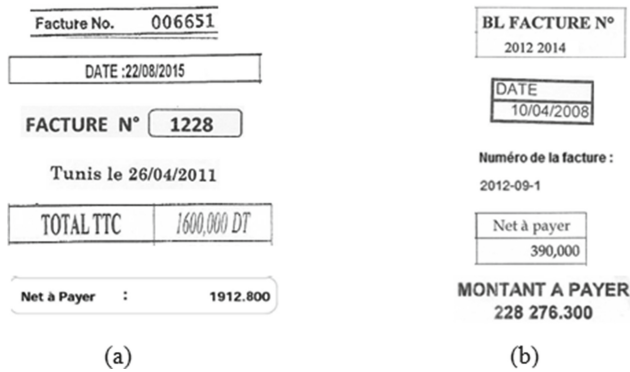 Facture No. 006651
DATE :22/08/2015
FACTURE N° 1228
Tunis le 26/04/2011
TOTAL TTC 1600,000 DT
Net à Payer : 1912.800
(a)
BL FACTURE N°
2012 2014
DATE
10/04/2008
Numéro de la facture :
2012-09-1
Net à payer
390,000
MONTANT A PAYER
228 276.300
(b)